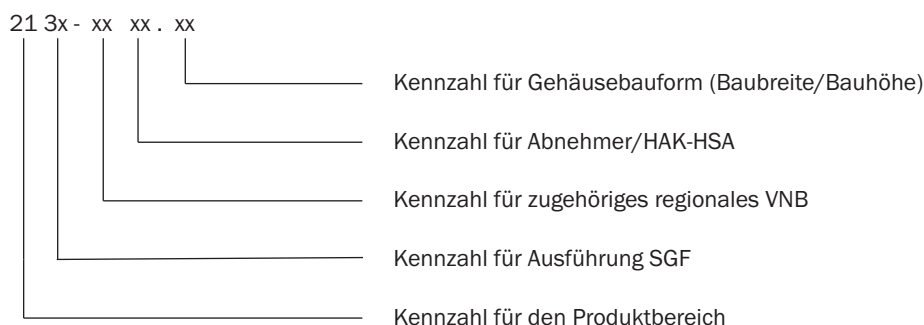 21 3x - xx xx . xx
Kennzahl für Gehäusebauform (Baubreite/Bauhöhe)
Kennzahl für Abnehmer/HAK-HSA
Kennzahl für zugehöriges regionales VNB
Kennzahl für Ausführung SGF
Kennzahl für den Produktbereich